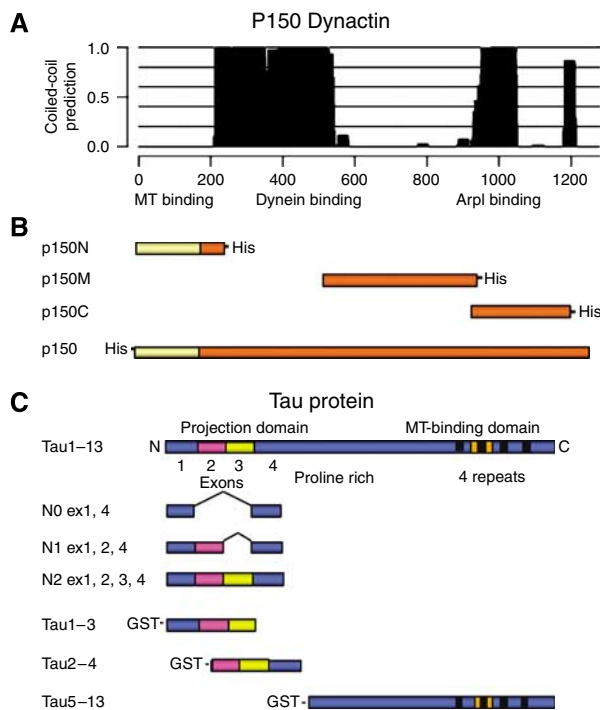 A
P150 Dynactin
Coiled-coil
prediction
1.0
0.5
0.0
0 200 400 600 800 1000 1200
MT binding Dynein binding ArpI binding
B
p150N His
p150M His
p150C His
p150 His
C
Tau protein
Projection domain MT-binding domain
Tau1–13 N C
1 2 3 4
Exons Proline rich 4 repeats
N0 ex1, 4
N1 ex1, 2, 4
N2 ex1, 2, 3, 4
Tau1–3 GST-
Tau2–4 GST-
Tau5–13 GST-